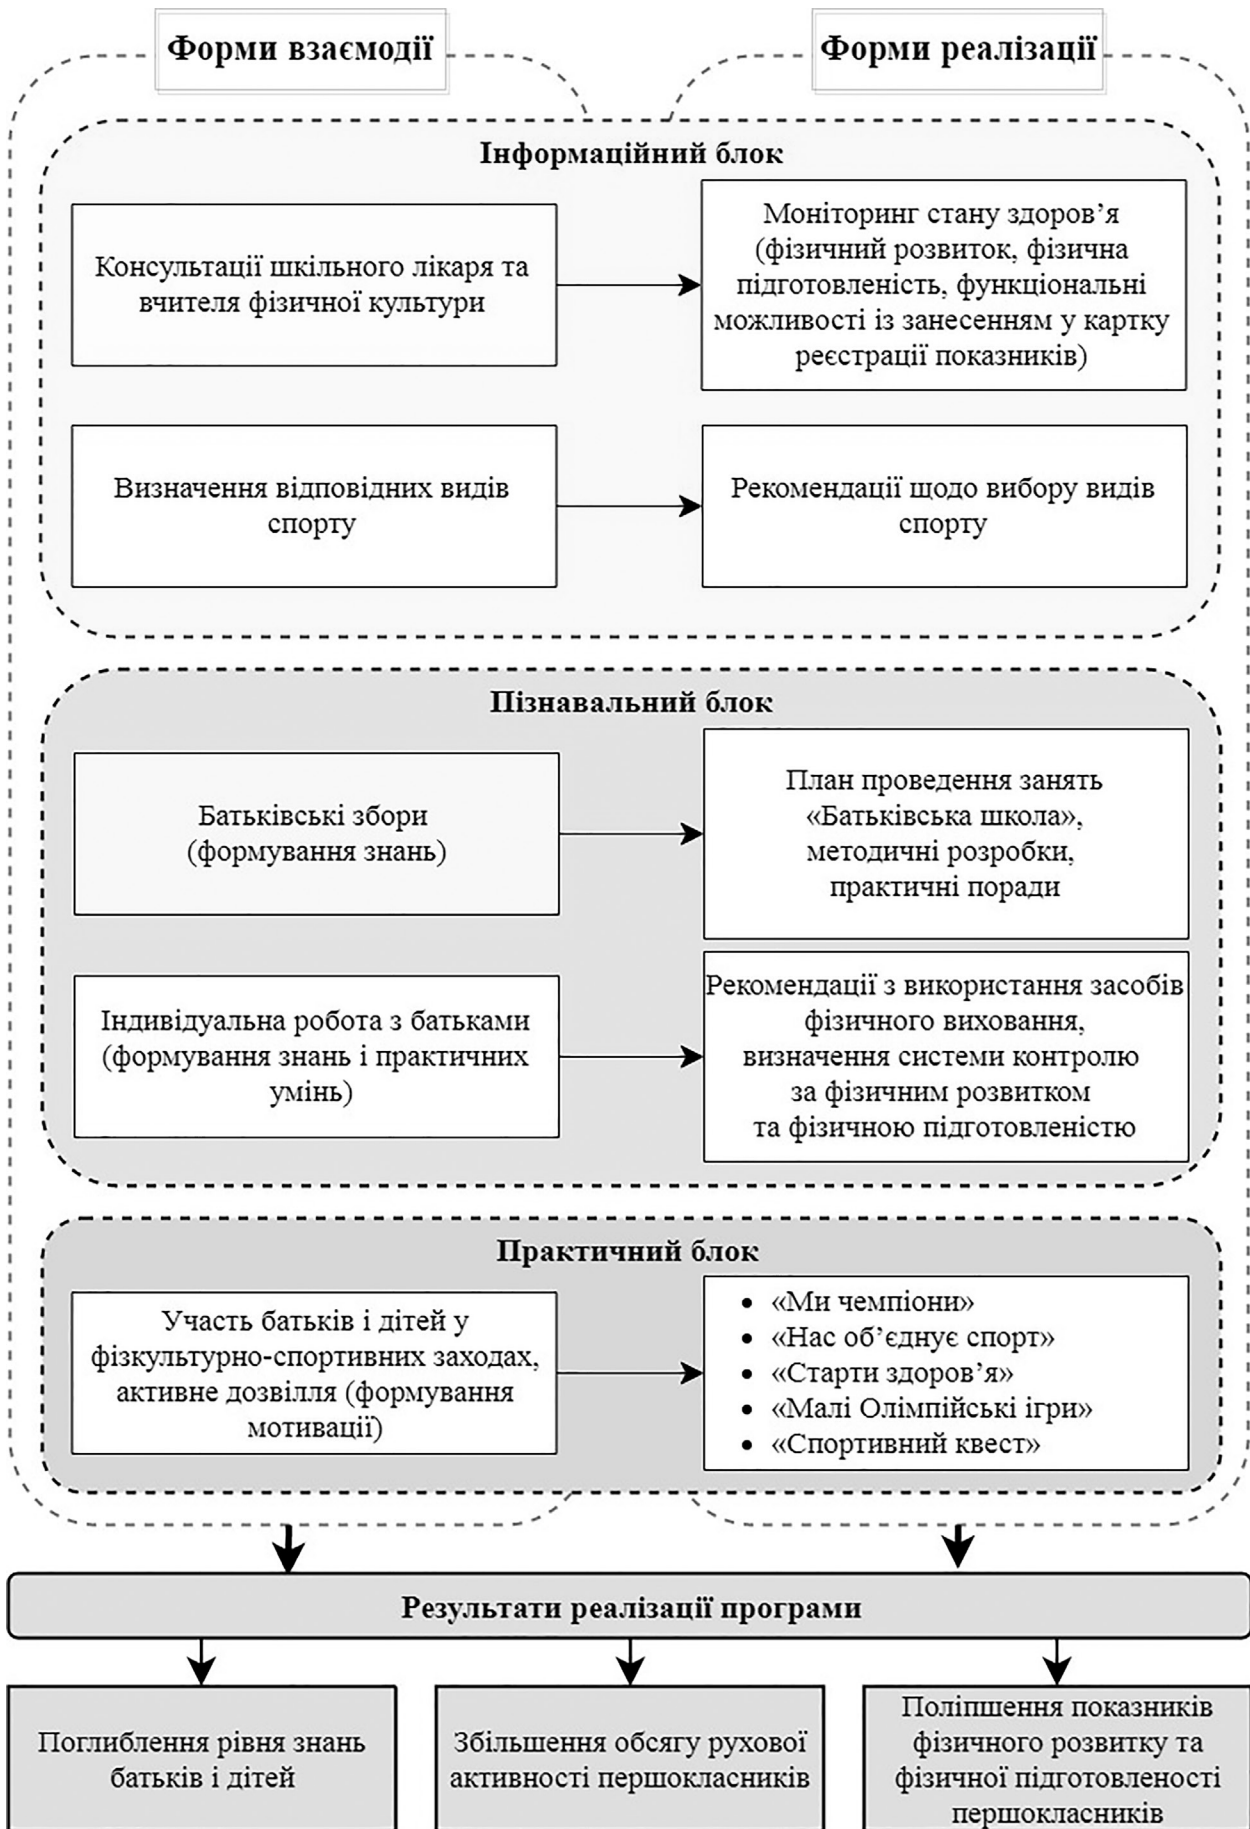 Форми взаємодії
Форми реалізації
Інформаційний блок
Консультації шкільного лікаря та
вчителя фізичної культури
Моніторинг стану здоров’я
(фізичний розвиток, фізична
підготовленість, функціональні
можливості із занесенням у картку
реєстрації показників)
Визначення відповідних видів
спорту
Рекомендації щодо вибору видів
спорту
Пізнавальний блок
Батьківські збори
(формування знань)
План проведення занять
«Батьківська школа»,
методичні розробки,
практичні поради
Індивідуальна робота з батьками
(формування знань і практичних
умінь)
Рекомендації з використання засобів
фізичного виховання,
визначення системи контролю
за фізичним розвитком
та фізичною підготовленістю
Практичний блок
Участь батьків і дітей у
фізкультурно-спортивних заходах,
активне дозвілля (формування
мотивації)
• «Ми чемпіони»
• «Нас об’єднує спорт»
• «Старти здоров’я»
• «Малі Олімпійські ігри»
• «Спортивний квест»
Результати реалізації програми
Поглиблення рівня знань
батьків і дітей
Збільшення обсягу рухової
активності першокласників
Поліпшення показників
фізичного розвитку та
фізичної підготовленості
першокласників